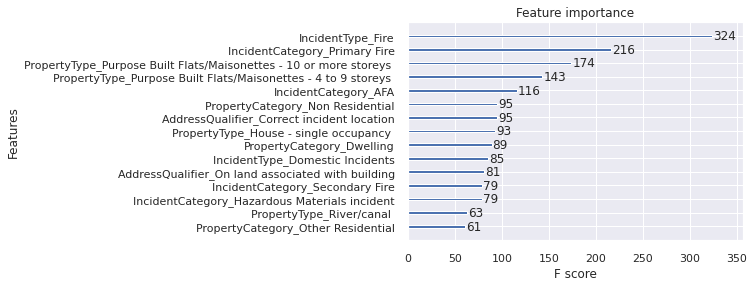 Feature importance
Features
IncidentType_Fire 324
IncidentCategory_Primary Fire 216
PropertyType_Purpose Built Flats/Maisonettes - 10 or more storeys 174
PropertyType_Purpose Built Flats/Maisonettes - 4 to 9 storeys 143
IncidentCategory_AFA 116
PropertyCategory_Non Residential 95
AddressQualifier_Correct incident location 95
PropertyType_House - single occupancy 93
PropertyCategory_Dwelling 89
IncidentType_Domestic Incidents 85
AddressQualifier_On land associated with building 81
IncidentCategory_Secondary Fire 79
IncidentCategory_Hazardous Materials incident 79
PropertyType_River/canal 63
PropertyCategory_Other Residential 61
0 50 100 150 200 250 300 350
F score